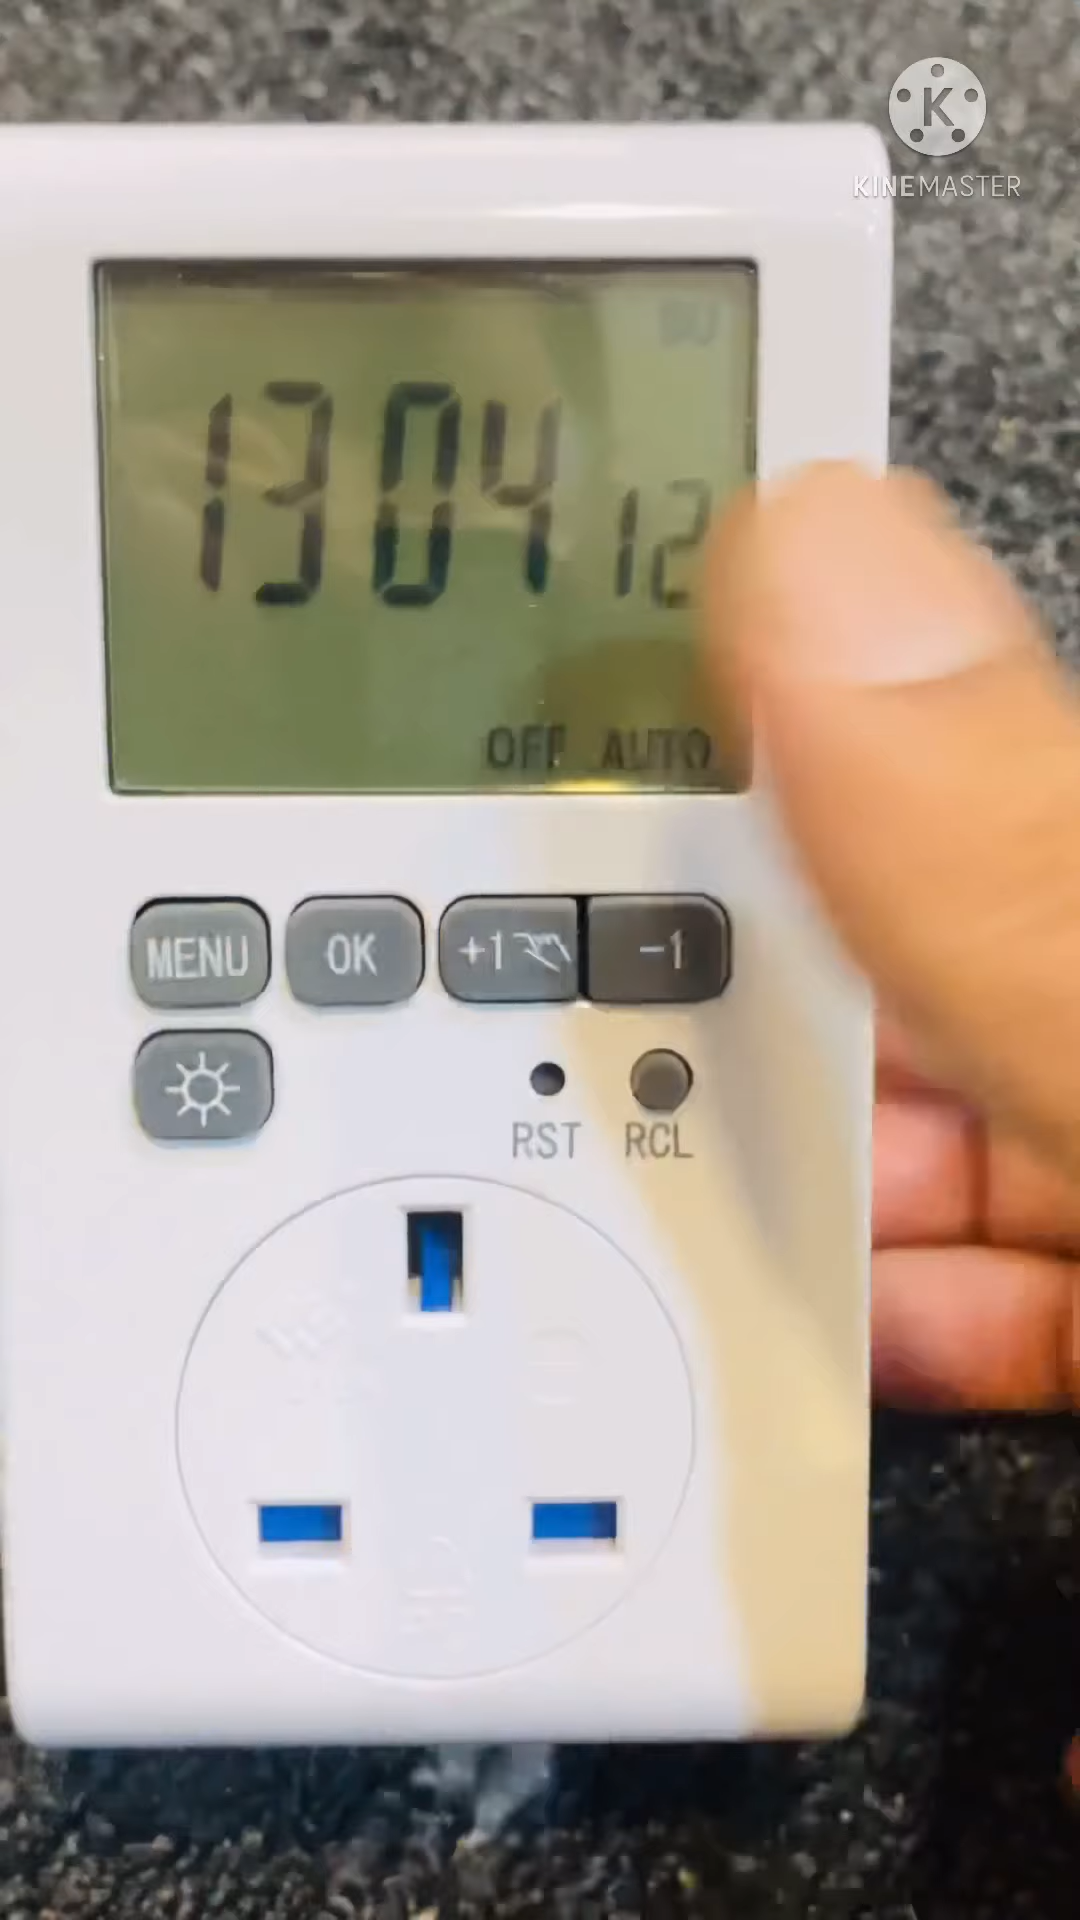 K
KINEMASTER
1304 12
OFF AUTO
MENU OK +1 -1
RST RCL